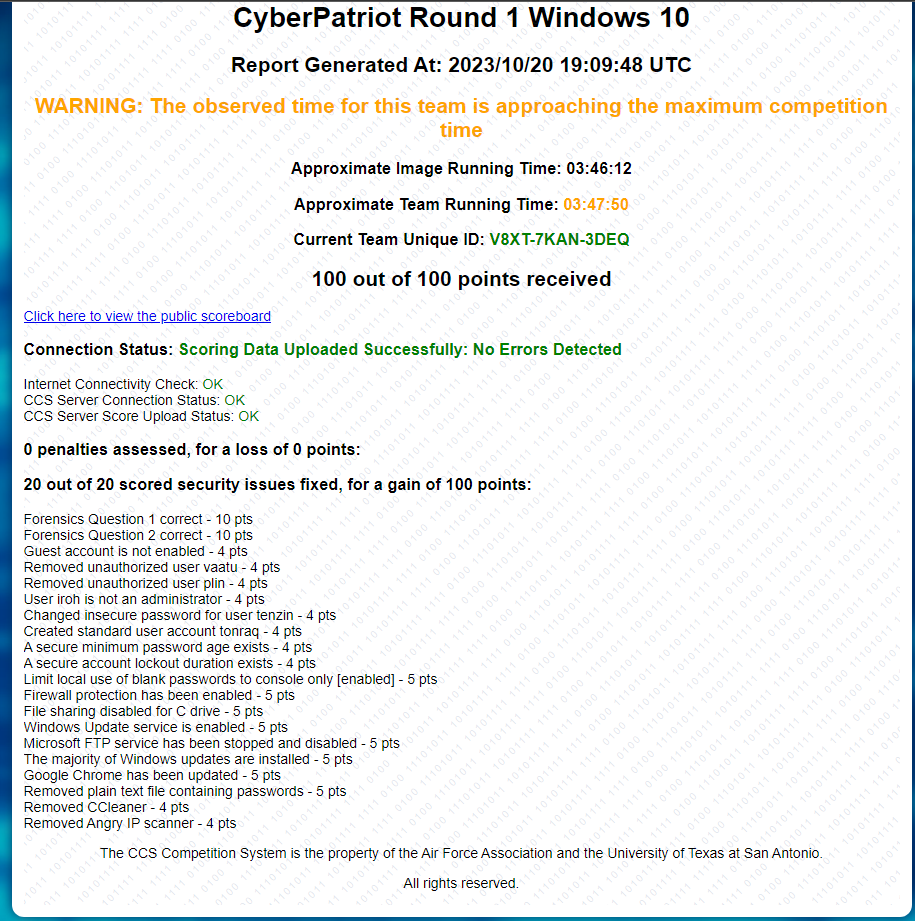 CyberPatriot Round 1 Windows 10
Report Generated At: 2023/10/20 19:09:48 UTC
WARNING: The observed time for this team is approaching the maximum competition
time
Approximate Image Running Time: 03:46:12
Approximate Team Running Time: 03:47:50
Current Team Unique ID: V8XT-7KAN-3DEQ
100 out of 100 points received
Click here to view the public scoreboard
Connection Status: Scoring Data Uploaded Successfully: No Errors Detected
Internet Connectivity Check: OK
CCS Server Connection Status: OK
CCS Server Score Upload Status: OK
0 penalties assessed, for a loss of 0 points:
20 out of 20 scored security issues fixed, for a gain of 100 points:
Forensics Question 1 correct - 10 pts
Forensics Question 2 correct - 10 pts
Guest account is not enabled - 4 pts
Removed unauthorized user vaatu - 4 pts
Removed unauthorized user plin - 4 pts
User iroh is not an administrator - 4 pts
Changed insecure password for user tenzin - 4 pts
Created standard user account tonraq - 4 pts
A secure minimum password age exists - 4 pts
A secure account lockout duration exists - 4 pts
Limit local use of blank passwords to console only [enabled] - 5 pts
Firewall protection has been enabled - 5 pts
File sharing disabled for C drive - 5 pts
Windows Update service is enabled - 5 pts
Microsoft FTP service has been stopped and disabled - 5 pts
The majority of Windows updates are installed - 5 pts
Google Chrome has been updated - 5 pts
Removed plain text file containing passwords - 5 pts
Removed CCleaner - 4 pts
Removed Angry IP scanner - 4 pts
The CCS Competition System is the property of the Air Force Association and the University of Texas at San Antonio.
All rights reserved.